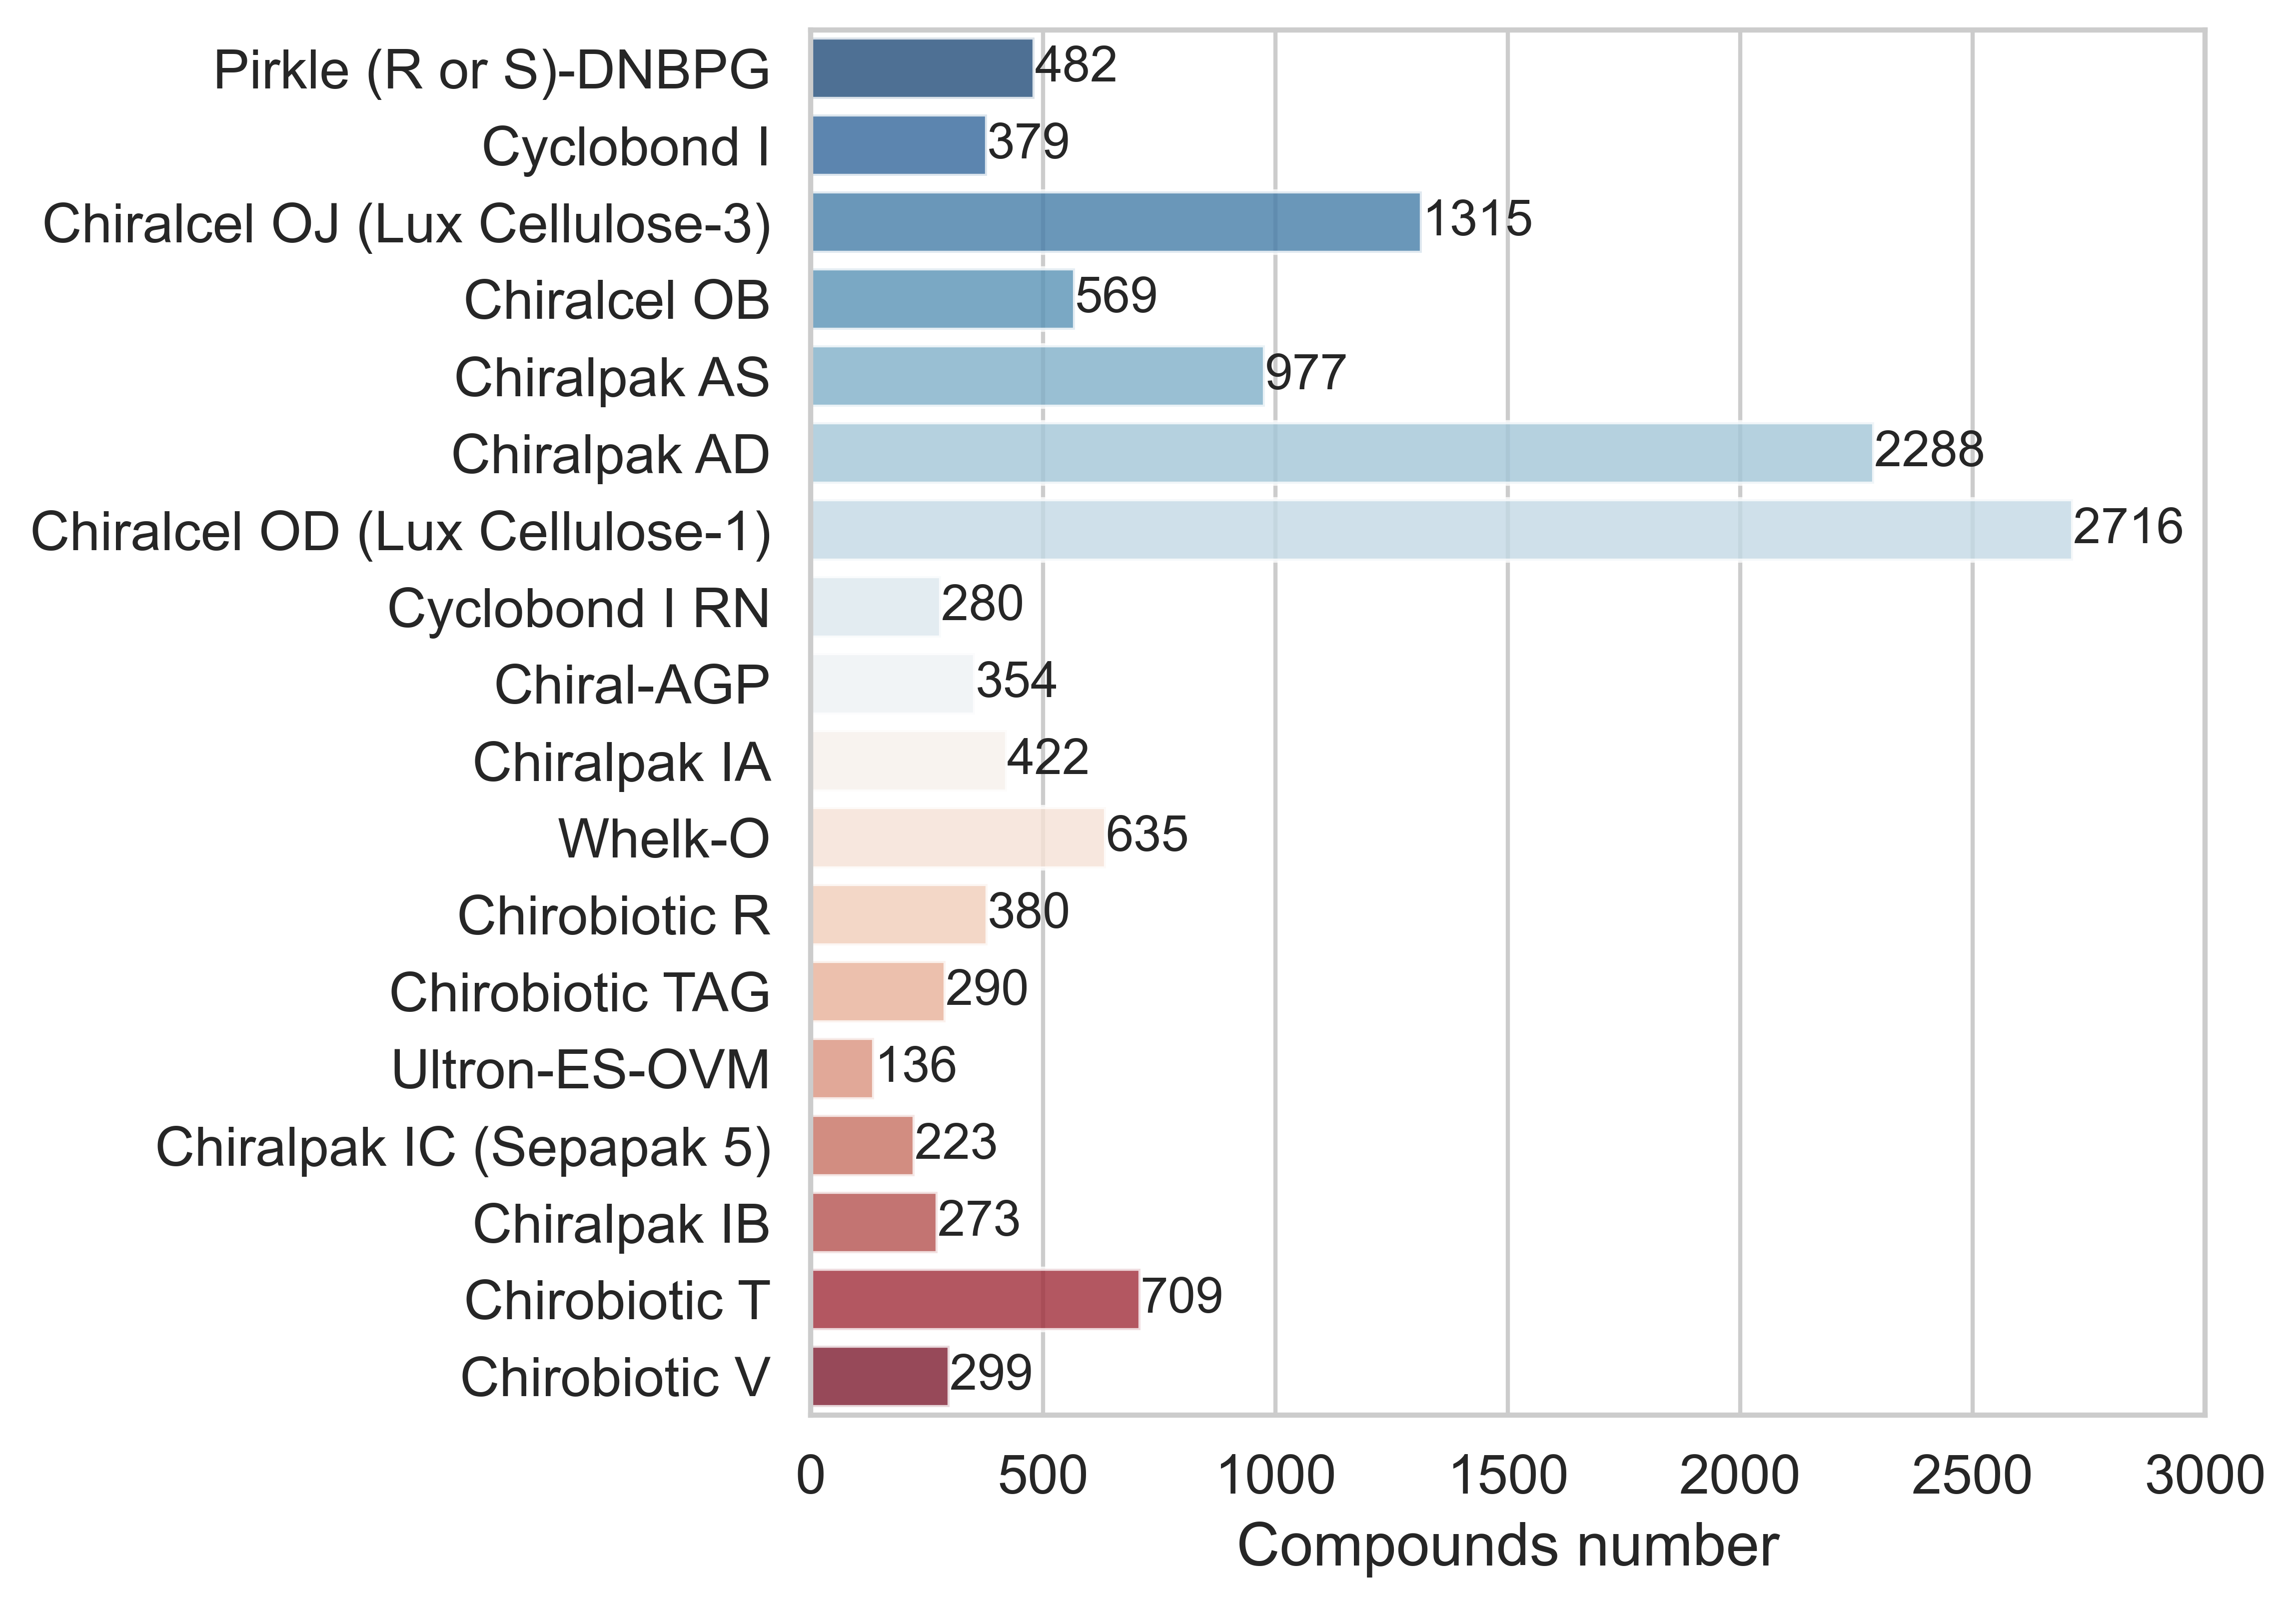 Pirkle (R or S)-DNBPG 482
Cyclobond I 379
Chiralcel OJ (Lux Cellulose-3) 1315
Chiralcel OB 569
Chiralpak AS 977
Chiralpak AD 2288
Chiralcel OD (Lux Cellulose-1) 2716
Cyclobond I RN 280
Chiral-AGP 354
Chiralpak IA 422
Whelk-O 635
Chirobiotic R 380
Chirobiotic TAG 290
Ultron-ES-OVM 136
Chiralpak IC (Sepapak 5) 223
Chiralpak IB 273
Chirobiotic T 709
Chirobiotic V 299
0 500 1000 1500 2000 2500 3000
Compounds number